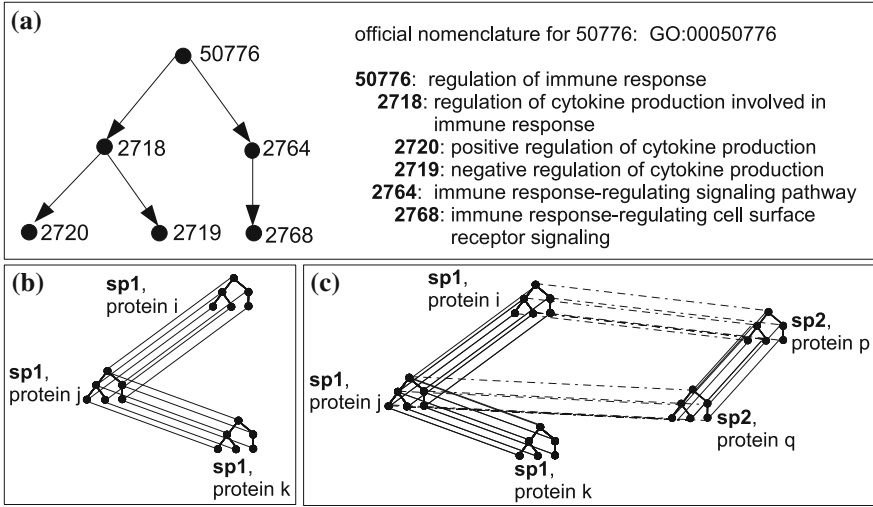 (a)
50776
2718
2764
2720
2719
2768
official nomenclature for 50776: GO:00050776
50776: regulation of immune response
2718: regulation of cytokine production involved in
immune response
2720: positive regulation of cytokine production
2719: negative regulation of cytokine production
2764: immune response-regulating signaling pathway
2768: immune response-regulating cell surface
receptor signaling
(b)
sp1,
protein i
sp1,
protein j
sp1,
protein k
(c)
sp1,
protein i
sp1,
protein j
sp1,
protein k
sp2,
protein p
sp2,
protein q